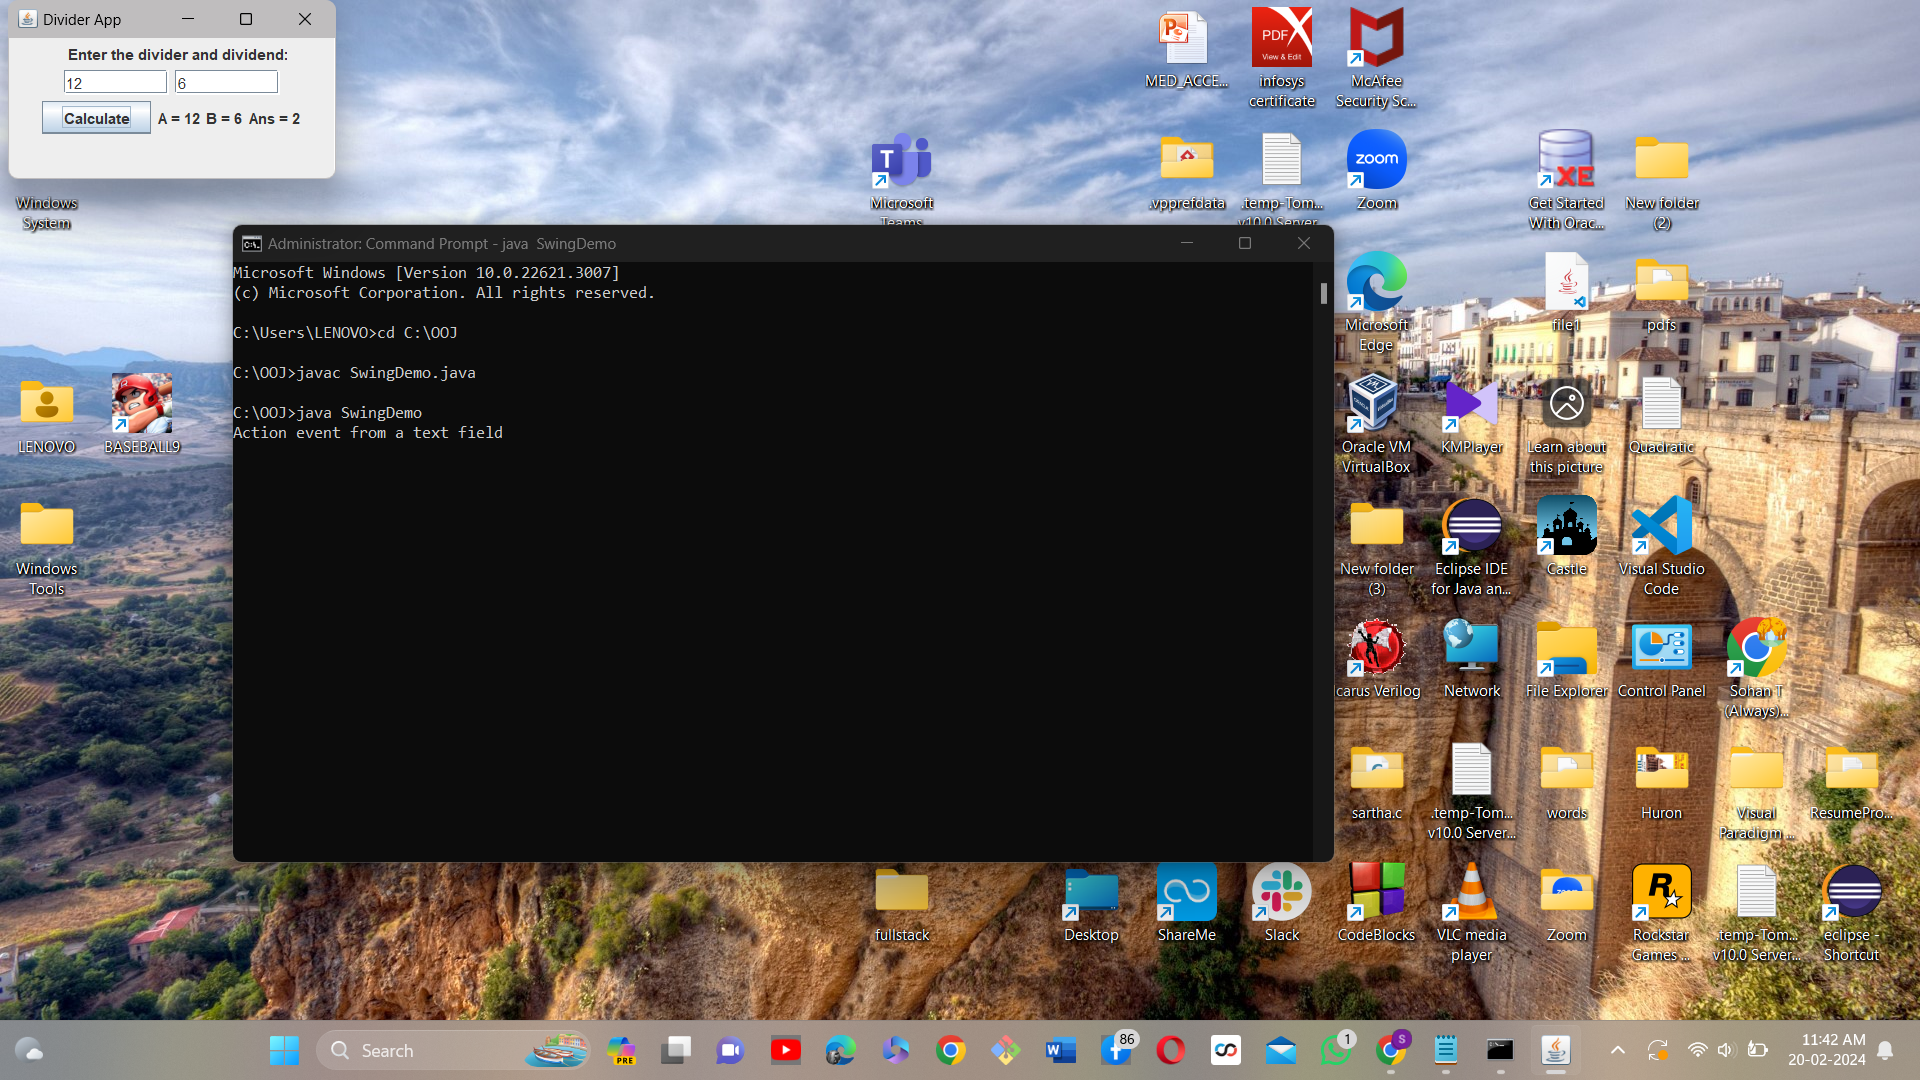 Divider App
Enter the divider and dividend:
12
6
Calculate
A = 12 B = 6 Ans = 2
Windows
System
LENOVO
BASEBALL9
Windows
Tools
Microsoft
Teams
MED_ACCE...
infosys
certificate
McAfee
Security Sc...
.vpprefdata
.temp-Tom...
v10.0 Server
Zoom
Get Started
With Orac...
New folder
(2)
Administrator: Command Prompt - java  SwingDemo
Microsoft Windows [Version 10.0.22621.3007]
(c) Microsoft Corporation. All rights reserved.
C:\Users\LENOVO>cd C:\OOJ
C:\OOJ>javac SwingDemo.java
C:\OOJ>java SwingDemo
Action event from a text field
Microsoft
Edge
file1
pdfs
Oracle VM
VirtualBox
KMPlayer
Learn about
this picture
Quadratic
New folder
(3)
Eclipse IDE
for Java an...
Castle
Visual Studio
Code
Icarus Verilog
Network
File Explorer
Control Panel
Sohan T
(Always)...
sartha.c
.temp-Tom...
v10.0 Server...
words
Huron
Visual
Paradigm ...
ResumePro...
fullstack
Desktop
ShareMe
Slack
CodeBlocks
VLC media
player
Zoom
Rockstar
Games ...
.temp-Tom...
v10.0 Server...
eclipse -
Shortcut
PDF
View & Edit
zoom
XE
Search
PRE
86
1
S
11:42 AM
20-02-2024